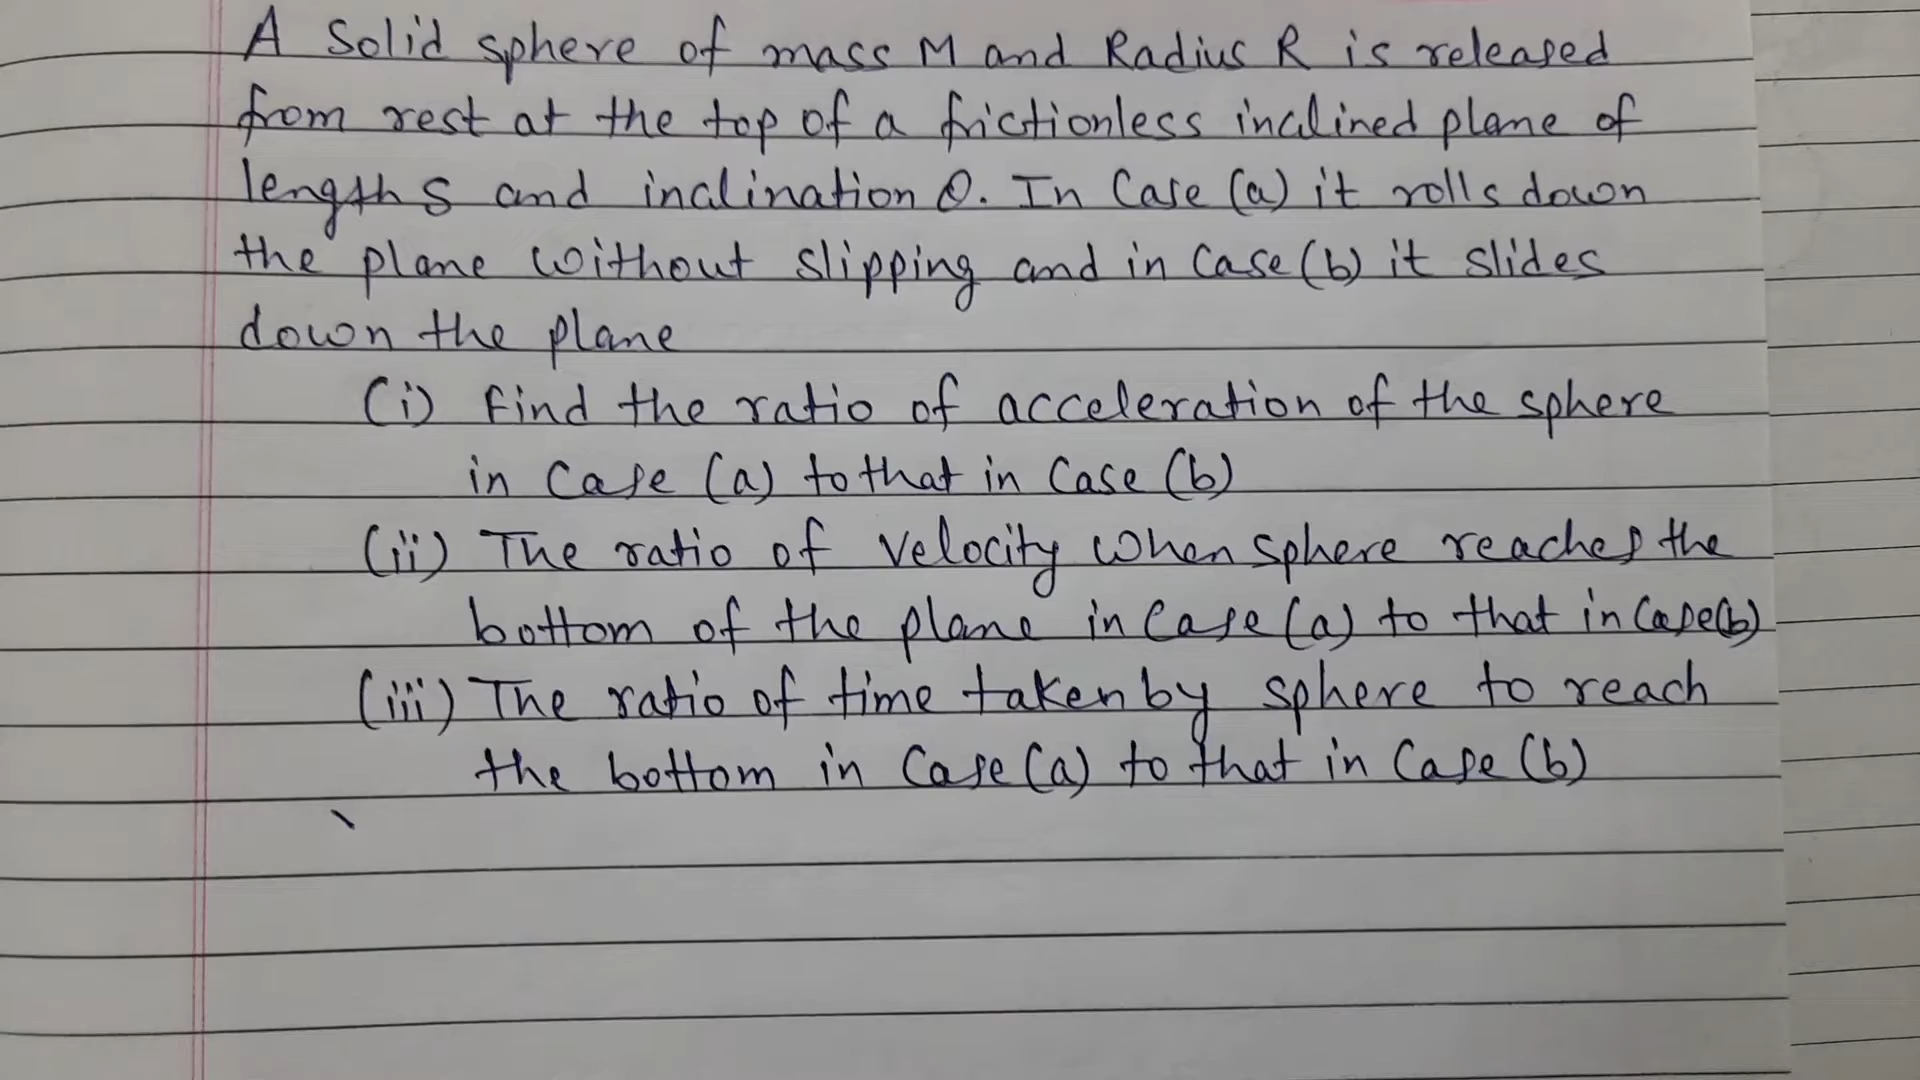 A Solid sphere of mass M and Radius R is released
from rest at the top of a frictionless inclined plane of
length S and inclination θ. In Case (a) it rolls down
the plane without slipping and in Case (b) it slides
down the plane
(i) Find the ratio of acceleration of the sphere
in Case (a) to that in Case (b)
(ii) The ratio of velocity when sphere reaches the
bottom of the plane in Case (a) to that in Case (b)
(iii) The ratio of time taken by sphere to reach
the bottom in Case (a) to that in Case (b)